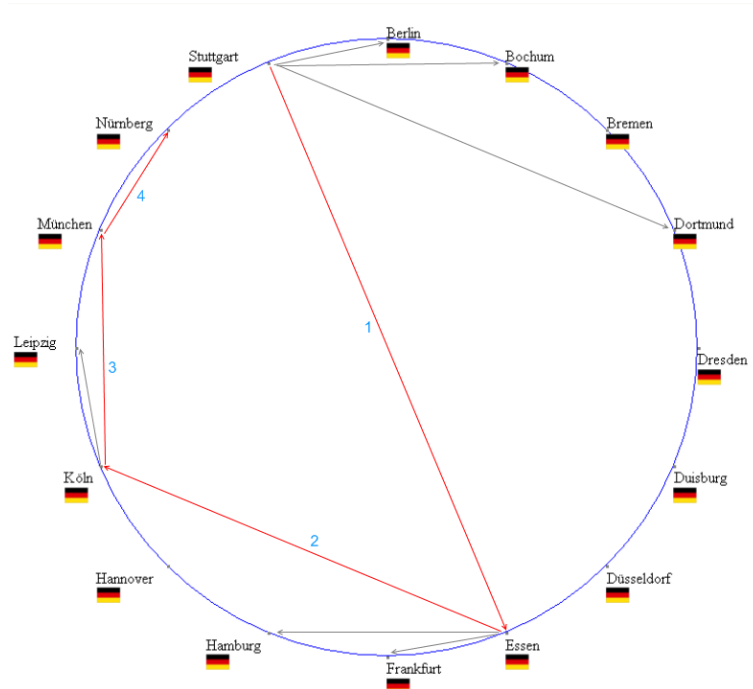 Berlin
Stuttgart
Bochum
Nürnberg
Bremen
4
München
Dortmund
1
Leipzig
Dresden
3
Köln
Duisburg
2
Hannover
Düsseldorf
Hamburg
Essen
Frankfurt